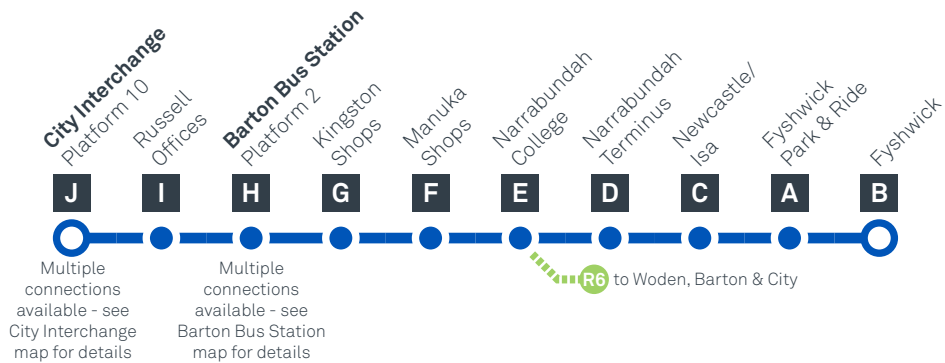 City Interchange
Platform 10
Russell
Offices
Barton Bus Station
Platform 2
Kingston
Shops
Manuka
Shops
Narrabundah
College
Narrabundah
Terminus
Newcastle/
Isa
Fyshwick
Park & Ride
Fyshwick
J I H G F E D C A B
Multiple
connections
available - see
City Interchange
map for details
Multiple
connections
available - see
Barton Bus Station
map for details
R6 to Woden, Barton & City